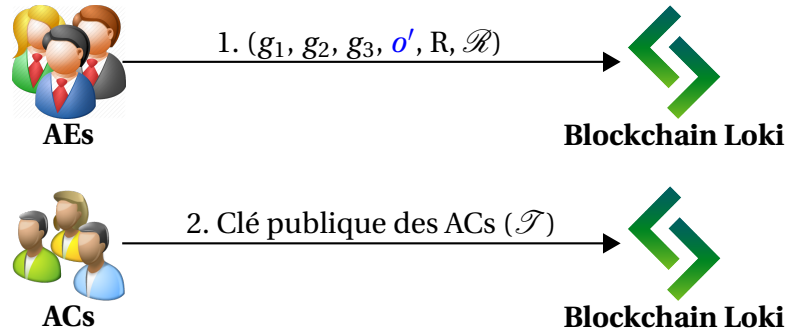 1. (g₁, g₂, g₃, o′, R, ℛ)
AEs
Blockchain Loki
2. Clé publique des ACs (𝒯)
ACs
Blockchain Loki